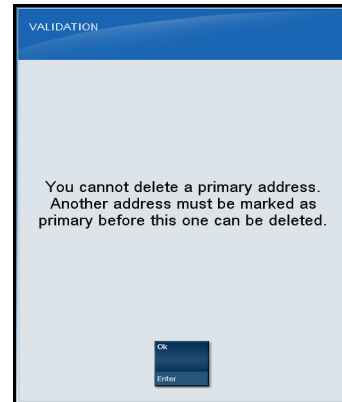 VALIDATION
You cannot delete a primary address.
Another address must be marked as
primary before this one can be deleted.
Ok
Enter